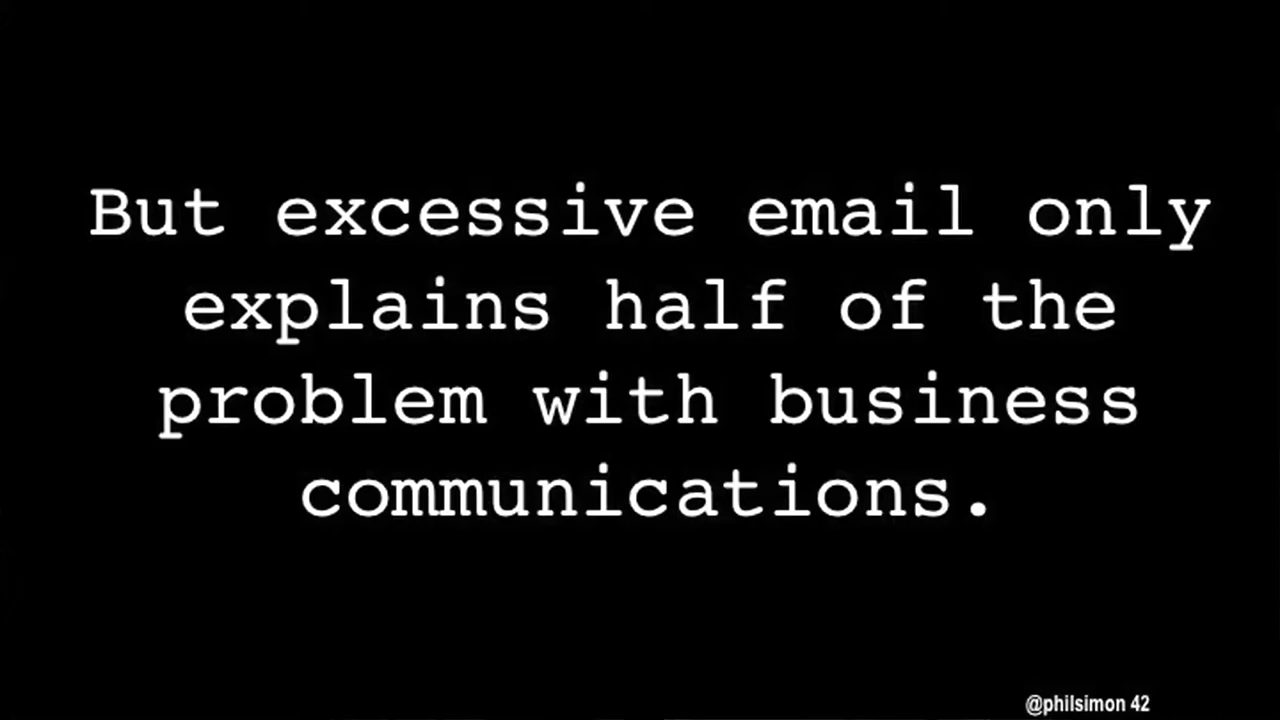 But excessive email only
explains half of the
problem with business
communications.
@philsimon 42